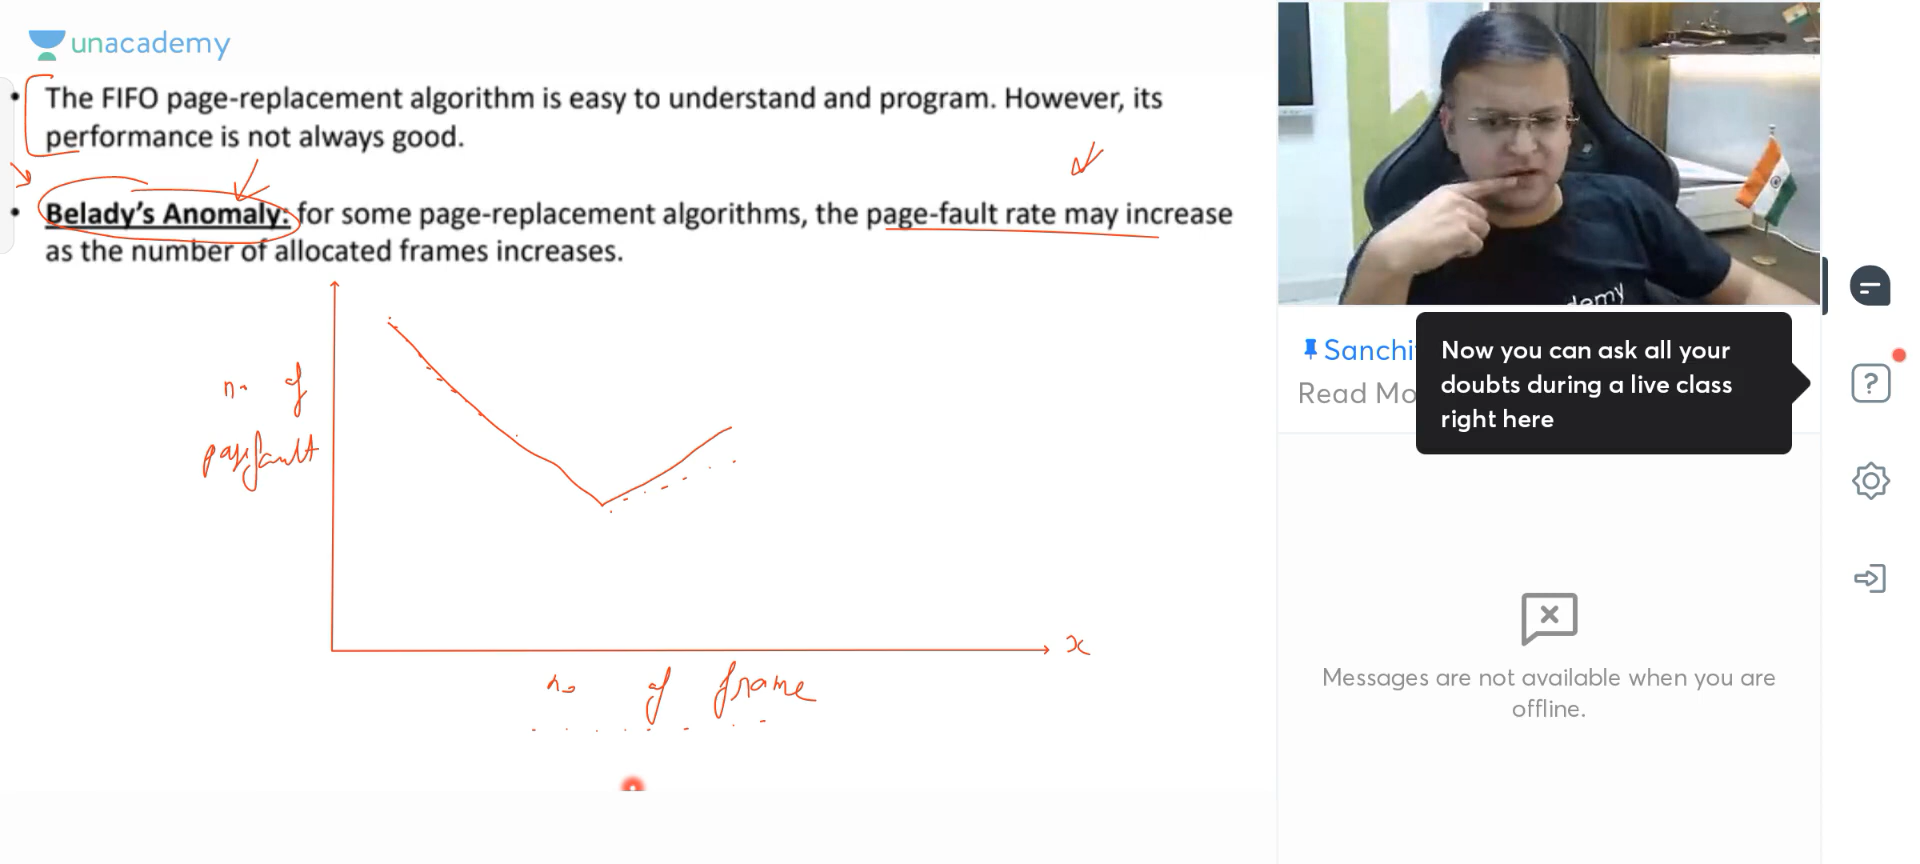 unacademy
• The FIFO page-replacement algorithm is easy to understand and program. However, its
performance is not always good.
• Belady's Anomaly: for some page-replacement algorithms, the page-fault rate may increase
as the number of allocated frames increases.
no of
pagefault
x
no of frame
demy
Sanchi
Read Mo
Now you can ask all your
doubts during a live class
right here
?
Messages are not available when you are
offline.